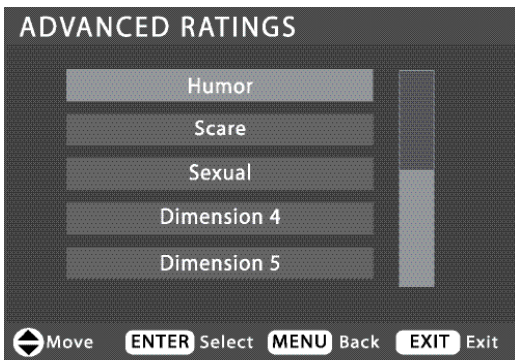 ADVANCED RATINGS
Humor
Scare
Sexual
Dimension 4
Dimension 5
Move ENTER Select MENU Back EXIT Exit